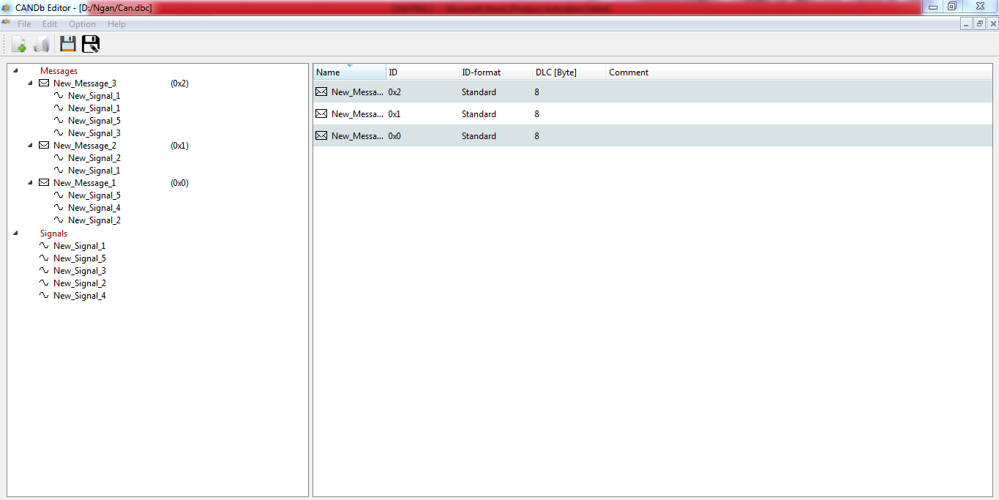 CANDb Editor - [D:/Ngan/Can.dbc]
File Edit Option Help
Messages
New_Message_3 (0x2)
New_Signal_1
New_Signal_1
New_Signal_5
New_Signal_3
New_Message_2 (0x1)
New_Signal_2
New_Signal_1
New_Message_1 (0x0)
New_Signal_5
New_Signal_4
New_Signal_2
Signals
New_Signal_1
New_Signal_5
New_Signal_3
New_Signal_2
New_Signal_4
Name ID ID-format DLC [Byte] Comment
New_Messa... 0x2 Standard 8
New_Messa... 0x1 Standard 8
New_Messa... 0x0 Standard 8